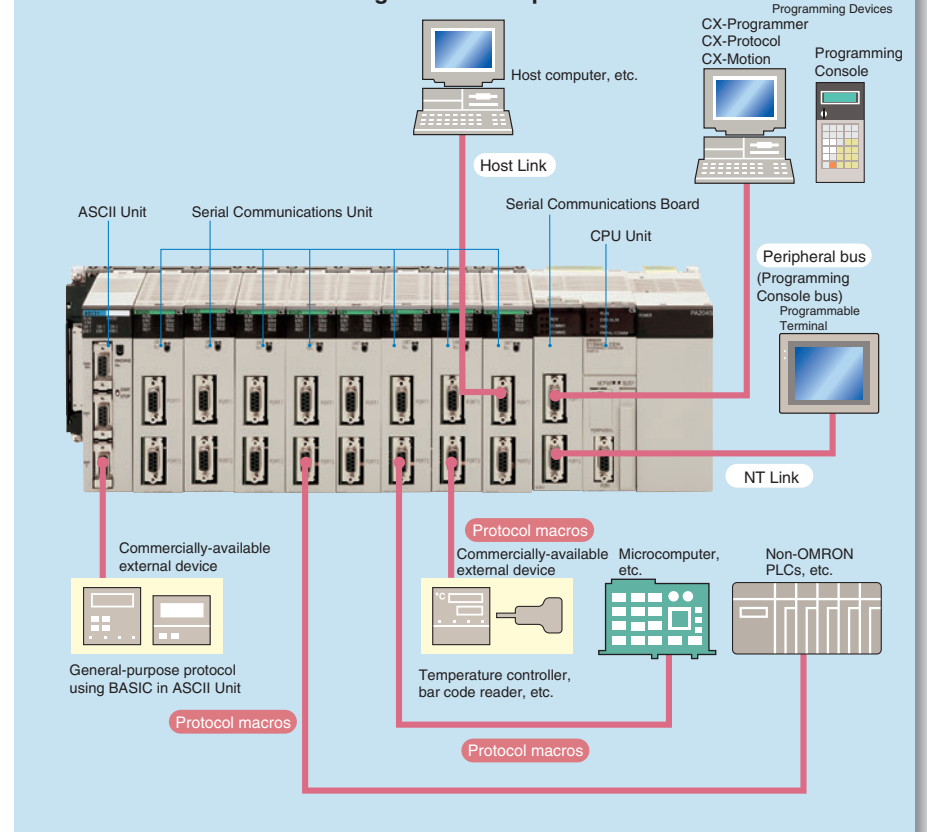 Programming Devices
CX-Programmer
CX-Protocol
CX-Motion
Programming
Console
Host computer, etc.
Host Link
ASCII Unit
Serial Communications Unit
Serial Communications Board
CPU Unit
Peripheral bus
(Programming
Console bus)
Programmable
Terminal
NT Link
Protocol macros
Commercially-available
external device
Commercially-available
external device
Microcomputer,
etc.
Non-OMRON
PLCs, etc.
°C
General-purpose protocol
using BASIC in ASCII Unit
Temperature controller,
bar code reader, etc.
Protocol macros
Protocol macros